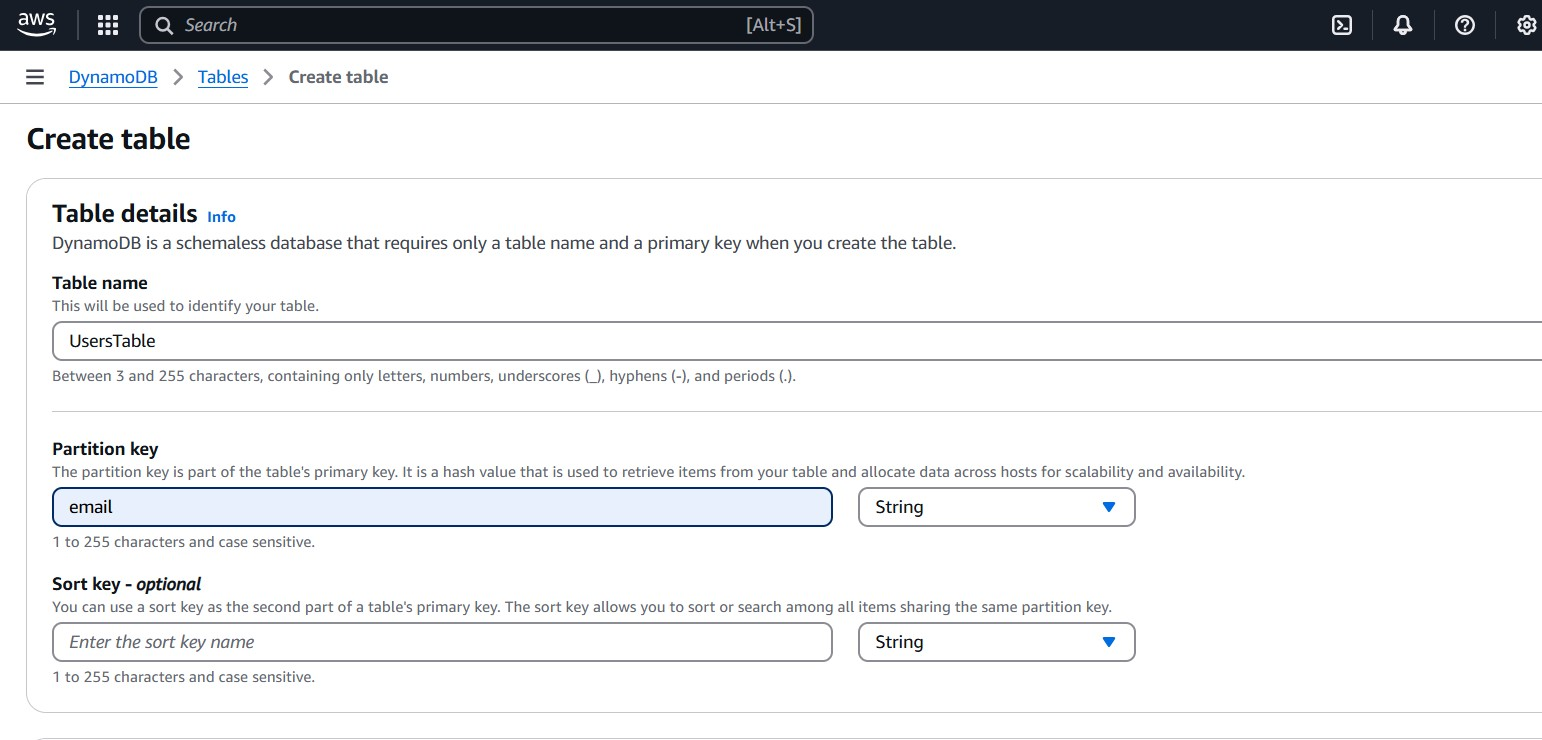 aws
Search [Alt+S]
DynamoDB > Tables > Create table
Create table
Table details Info
DynamoDB is a schemaless database that requires only a table name and a primary key when you create the table.
Table name
This will be used to identify your table.
UsersTable
Between 3 and 255 characters, containing only letters, numbers, underscores (_), hyphens (-), and periods (.).
Partition key
The partition key is part of the table's primary key. It is a hash value that is used to retrieve items from your table and allocate data across hosts for scalability and availability.
email String
1 to 255 characters and case sensitive.
Sort key - optional
You can use a sort key as the second part of a table's primary key. The sort key allows you to sort or search among all items sharing the same partition key.
Enter the sort key name String
1 to 255 characters and case sensitive.